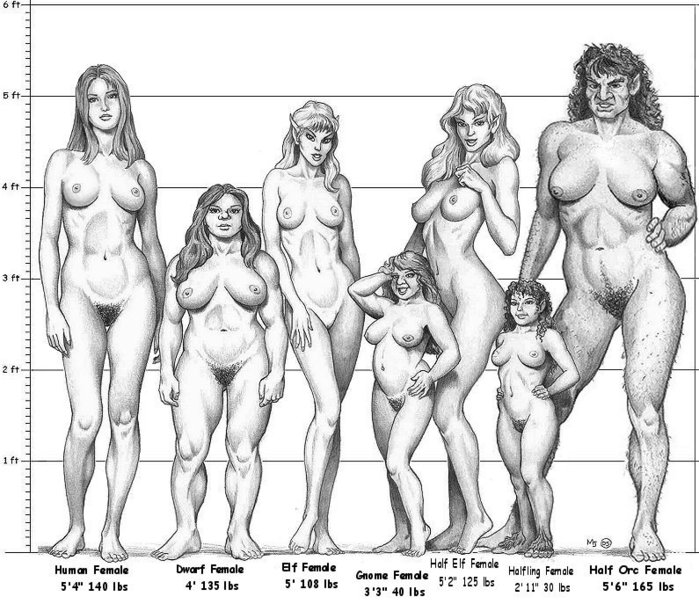 6 ft
5 ft
4 ft
3 ft
2 ft
1 ft
Human Female
5'4" 140 lbs
Dwarf Female
4' 135 lbs
Elf Female
5' 108 lbs
Gnome Female
3'3" 40 lbs
Half Elf Female
5'2" 125 lbs
Halfling Female
2'11" 30 lbs
Half Orc Female
5'6" 165 lbs